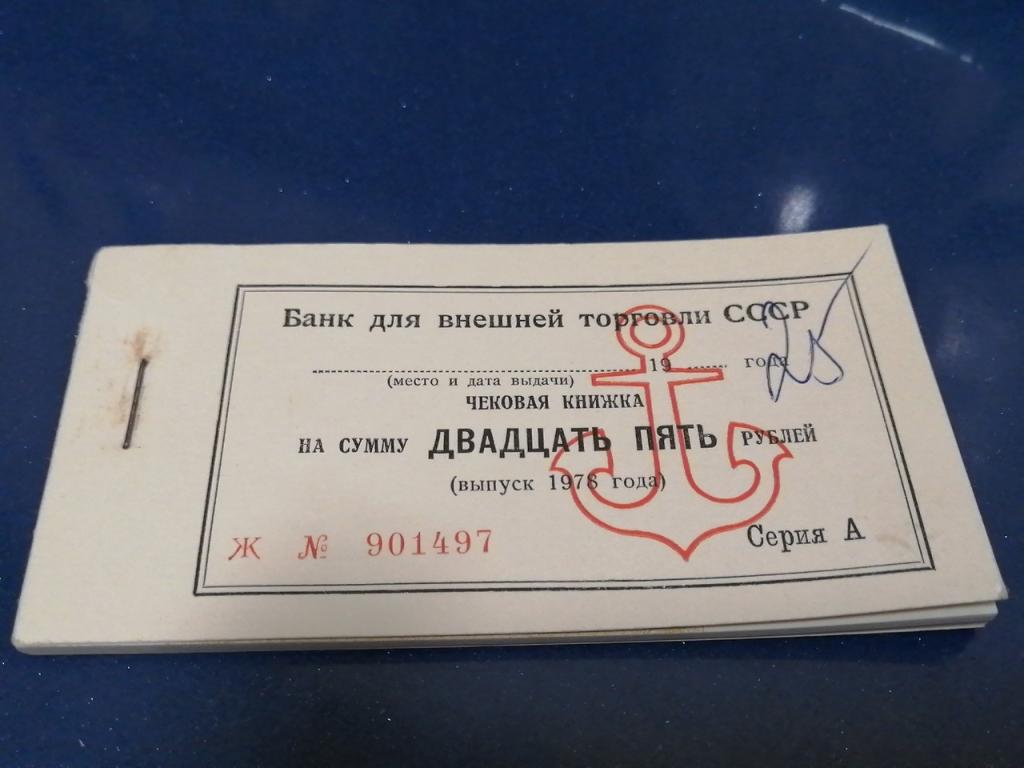 Банк для внешней торговли СССР
19 года
(место и дата выдачи)
ЧЕКОВАЯ КНИЖКА
НА СУММУ ДВАДЦАТЬ ПЯТЬ РУБЛЕЙ
(выпуск 1978 года)
Ж № 901497
Серия А
25